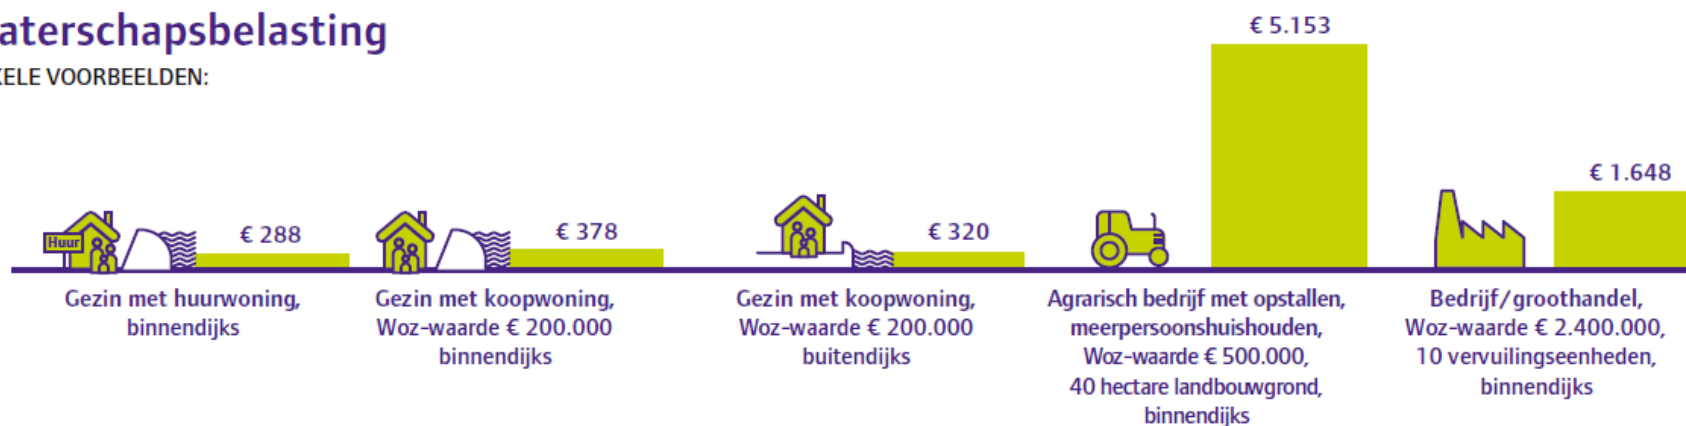 aterschapsbelasting
KELE VOORBEELDEN:
€ 5.153
€ 1.648
Huur
€ 288
€ 378
€ 320
Gezin met huurwoning,
binnendijks
Gezin met koopwoning,
Woz-waarde € 200.000
binnendijks
Gezin met koopwoning,
Woz-waarde € 200.000
buitendijks
Agrarisch bedrijf met opstallen,
meerpersoonshuishouden,
Woz-waarde € 500.000,
40 hectare landbouwgrond,
binnendijks
Bedrijf/groothandel,
Woz-waarde € 2.400.000,
10 vervuilingseenheden,
binnendijks